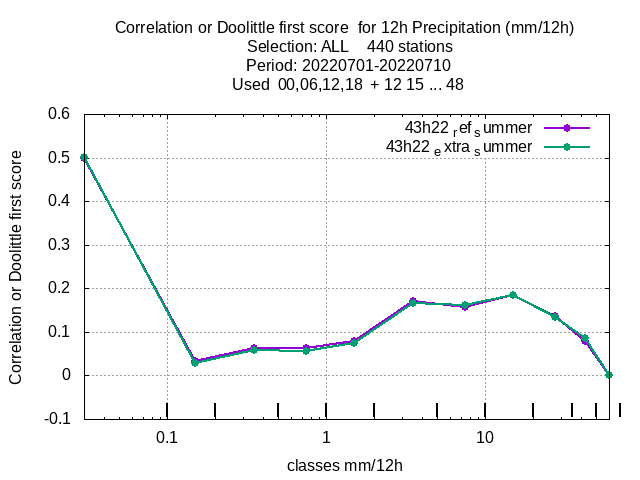 Correlation or Doolittle first score  for 12h Precipitation (mm/12h)
Selection: ALL    440 stations
Period: 20220701-20220710
Used  00,06,12,18  + 12 15 ... 48
43h22 ref summer
43h22 extra summer
0.6
0.5
0.4
0.3
0.2
0.1
0
-0.1
Correlation or Doolittle first score
0.1 1 10
classes mm/12h